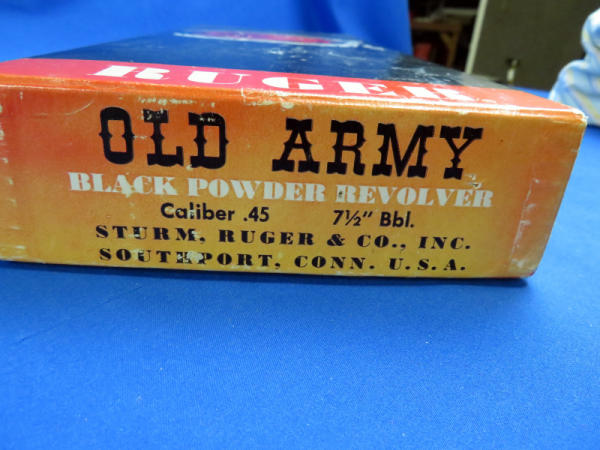 RUGER
OLD ARMY
BLACK POWDER REVOLVER
Caliber .45 7½" Bbl.
STURM, RUGER & CO., INC.
SOUTHPORT, CONN. U.S.A.